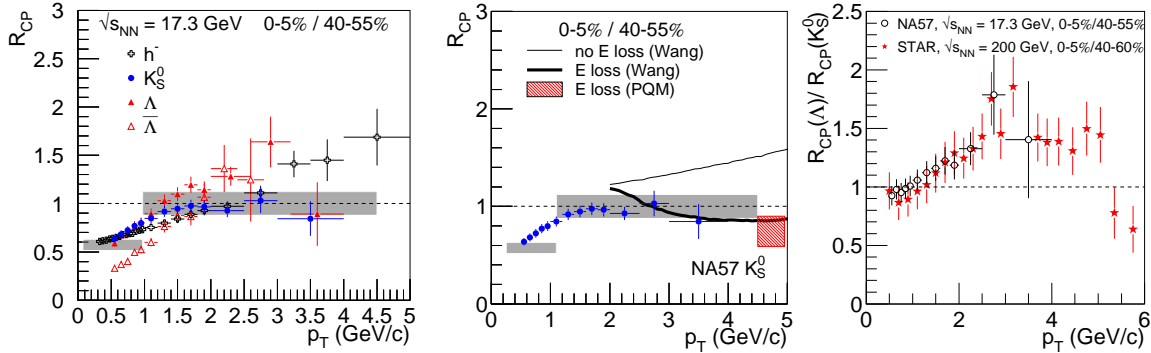 R_CP
√s_NN = 17.3 GeV 0-5% / 40-55%
h⁻
K⁰_S
Λ
Λ̅
3
2.5
2
1.5
1
0.5
0
0 0.5 1 1.5 2 2.5 3 3.5 4 4.5 5
p_T (GeV/c)
R_CP
0-5% / 40-55%
no E loss (Wang)
E loss (Wang)
E loss (PQM)
3
2
1
0
NA57 K⁰_S
0 1 2 3 4 5
p_T (GeV/c)
R_CP(Λ)/ R_CP(K⁰_S)
NA57, √s_NN = 17.3 GeV, 0-5%/40-55%
STAR, √s_NN = 200 GeV, 0-5%/40-60%
2.5
2.0
1.5
1.0
0.5
0
0 2 4 6
p_T (GeV/c)